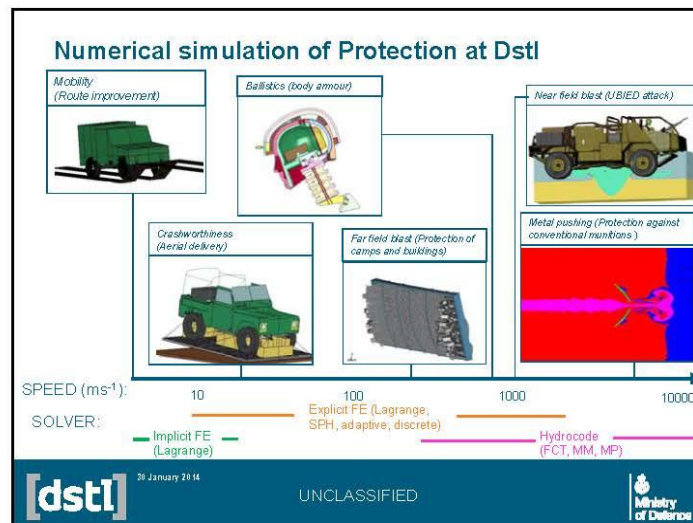 Numerical simulation of Protection at Dstl
Mobility
(Route improvement)
Ballistics (body armour)
Near field blast (UBIED attack)
Crashworthiness
(Aerial delivery)
Far field blast (Protection of
camps and buildings)
Metal pushing (Protection against
conventional munitions )
SPEED (ms-1):
10
100
1000
10000
SOLVER:
Explicit FE (Lagrange,
SPH, adaptive, discrete)
Implicit FE
(Lagrange)
Hydrocode
(FCT, MM, MP)
[dstl]
30 January 2014
UNCLASSIFIED
Ministry
of Defence